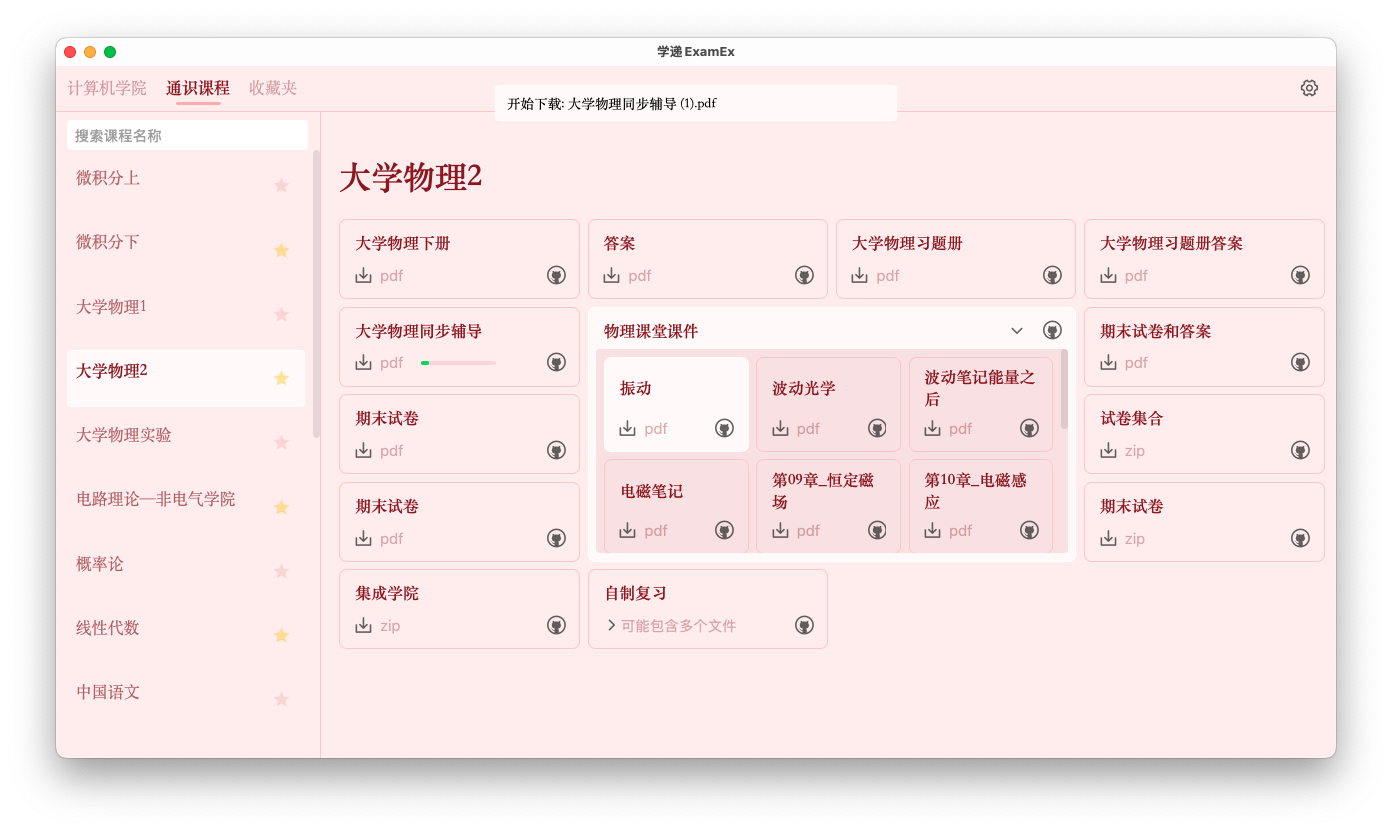 学递 ExamEx
计算机学院 通识课程 收藏夹
开始下载: 大学物理同步辅导 (1).pdf
搜索课程名称
微积分上
微积分下
大学物理1
大学物理2
大学物理实验
电路理论—非电气学院
概率论
线性代数
中国语文
大学物理2
大学物理下册
pdf
答案
pdf
大学物理习题册
pdf
大学物理习题册答案
pdf
大学物理同步辅导
pdf
物理课堂课件
振动
pdf
波动光学
pdf
波动笔记能量之
后
pdf
电磁笔记
pdf
第09章_恒定磁
场
pdf
第10章_电磁感
应
pdf
期末试卷和答案
pdf
期末试卷
pdf
试卷集合
zip
期末试卷
pdf
期末试卷
zip
集成学院
zip
自制复习
可能包含多个文件